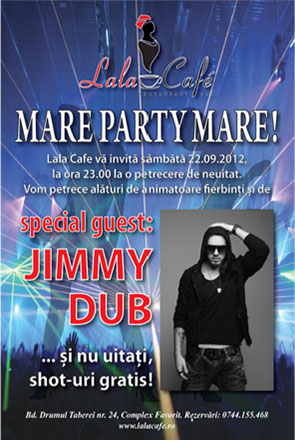 Lala Café
RESTAURANT
MARE PARTY MARE!
Lala Cafe vă invită sâmbătă 22.09.2012,
la ora 23.00 la o petrecere de neuitat.
Vom petrece alături de animatoare fierbinți și de
special guest:
JIMMY
DUB
... și nu uitați,
shot-uri gratis!
Bd. Drumul Taberei nr. 24, Complex Favorit. Rezervări: 0744.155.468
www.lalacafe.ro